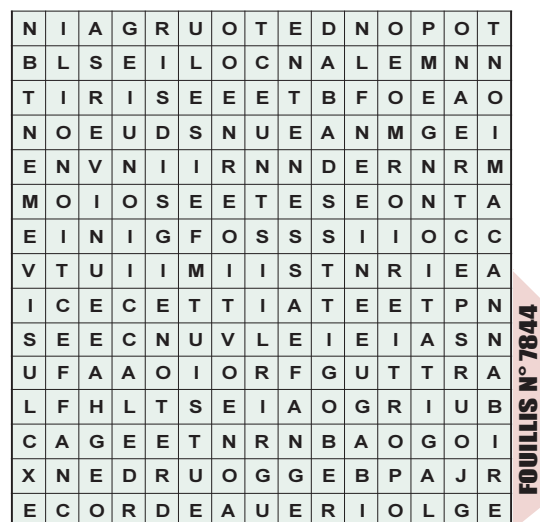 N I A G R U O T E D N O P O T
B L S E I L O C N A L E M N N
T I R I S E E E T B F O E A O
N O E U D S N U E A N M G E I
E N V N I I R N N D E R N R M
M O I O S E E T E S E O N T A
E I N I G F O S S S I I O C C
V T U I I M I I S T N R I E A
I C E C E T T I A T E E T P N
S E E C N U V L E I E I A S N
U F A A O I O R F G U T T R A
L F H L T S E I A O G R I U B
C A G E E T N R N B A O G O I
X N E D R U O G G E B P A J R
E C O R D E A U E R I O L G E
FOUILLIS N° 7844